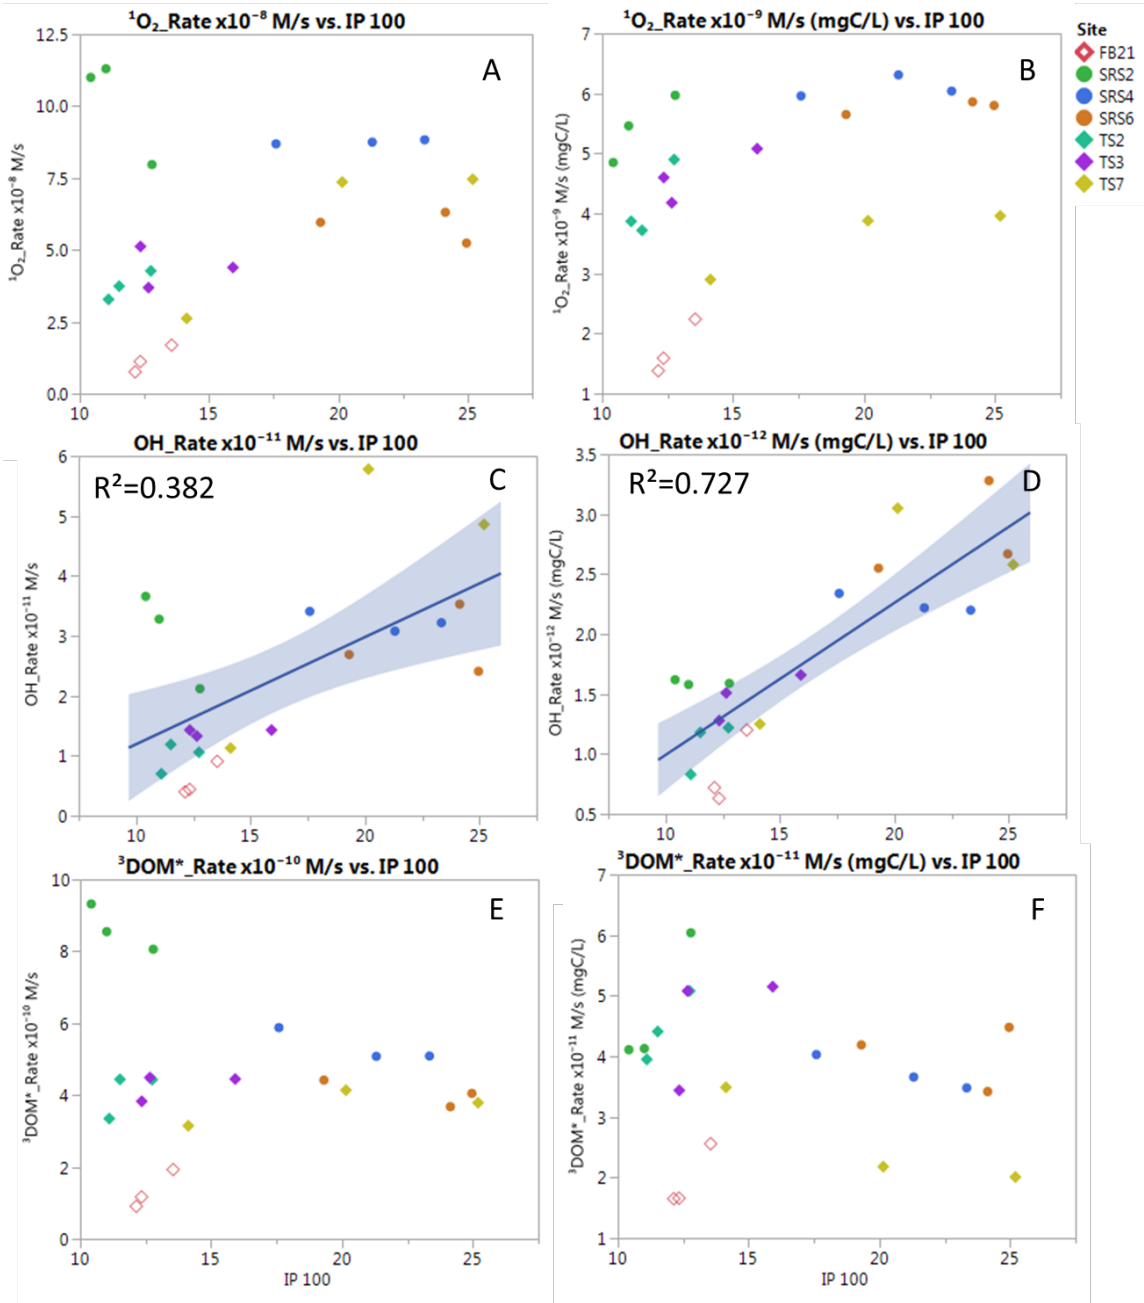 ¹O₂_Rate x10⁻⁸ M/s vs. IP 100
¹O₂_Rate x10⁻⁹ M/s (mgC/L) vs. IP 100
Site
FB21
SRS2
SRS4
SRS6
TS2
TS3
TS7
A
12.5
10.0
7.5
5.0
2.5
0.0
¹O₂_Rate x10⁻⁸ M/s
10 15 20 25
B
7
6
5
4
3
2
1
¹O₂_Rate x10⁻⁹ M/s (mgC/L)
10 15 20 25
OH_Rate x10⁻¹¹ M/s vs. IP 100
OH_Rate x10⁻¹² M/s (mgC/L) vs. IP 100
R²=0.382
C
6
5
4
3
2
1
0
OH_Rate x10⁻¹¹ M/s
10 15 20 25
R²=0.727
D
3.5
3.0
2.5
2.0
1.5
1.0
0.5
OH_Rate x10⁻¹² M/s (mgC/L)
10 15 20 25
³DOM*_Rate x10⁻¹⁰ M/s vs. IP 100
³DOM*_Rate x10⁻¹¹ M/s (mgC/L) vs. IP 100
E
10
8
6
4
2
0
³DOM*_Rate x10⁻¹⁰ M/s
10 15 20 25
IP 100
F
7
6
5
4
3
2
1
³DOM*_Rate x10⁻¹¹ M/s (mgC/L)
10 15 20 25
IP 100